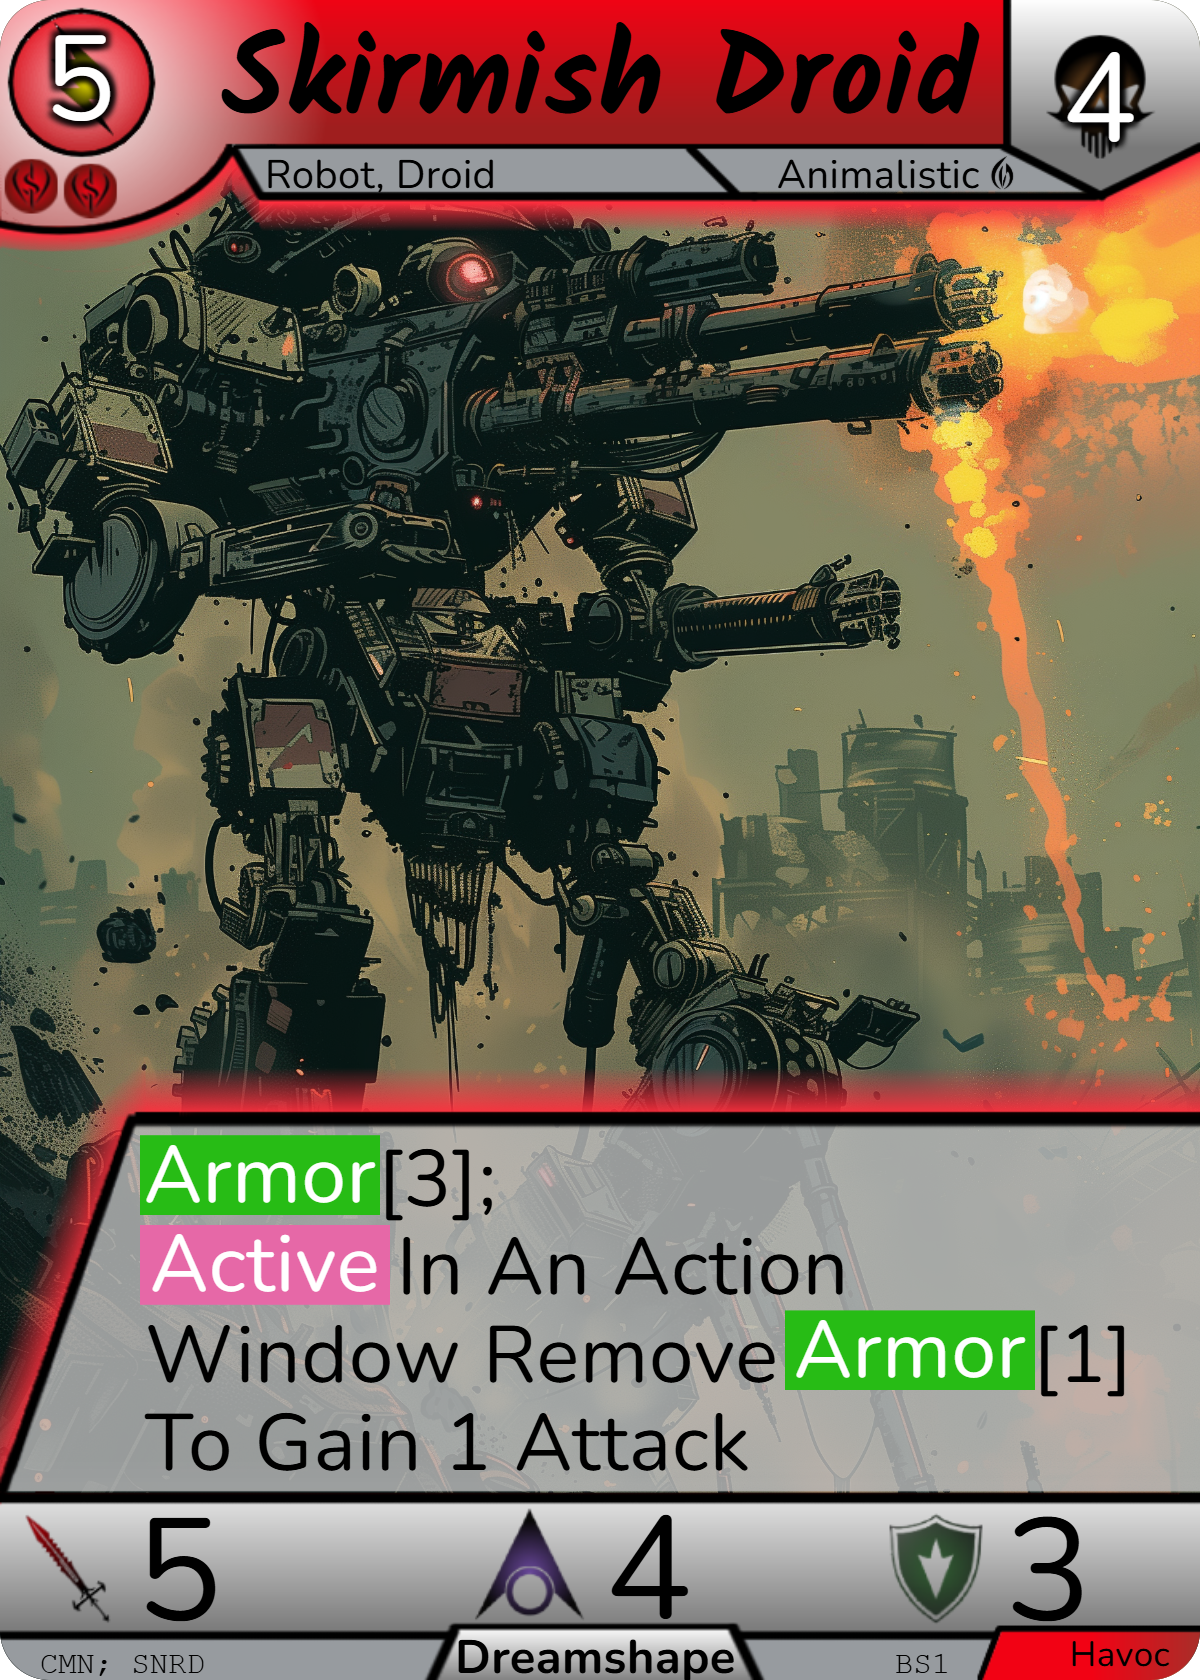 5
Skirmish Droid
4
Robot, Droid
Animalistic
Armor[3];
Active In An Action
Window Remove Armor[1]
To Gain 1 Attack
5
4
3
CMN; SNRD
Dreamshape
BS1
Havoc